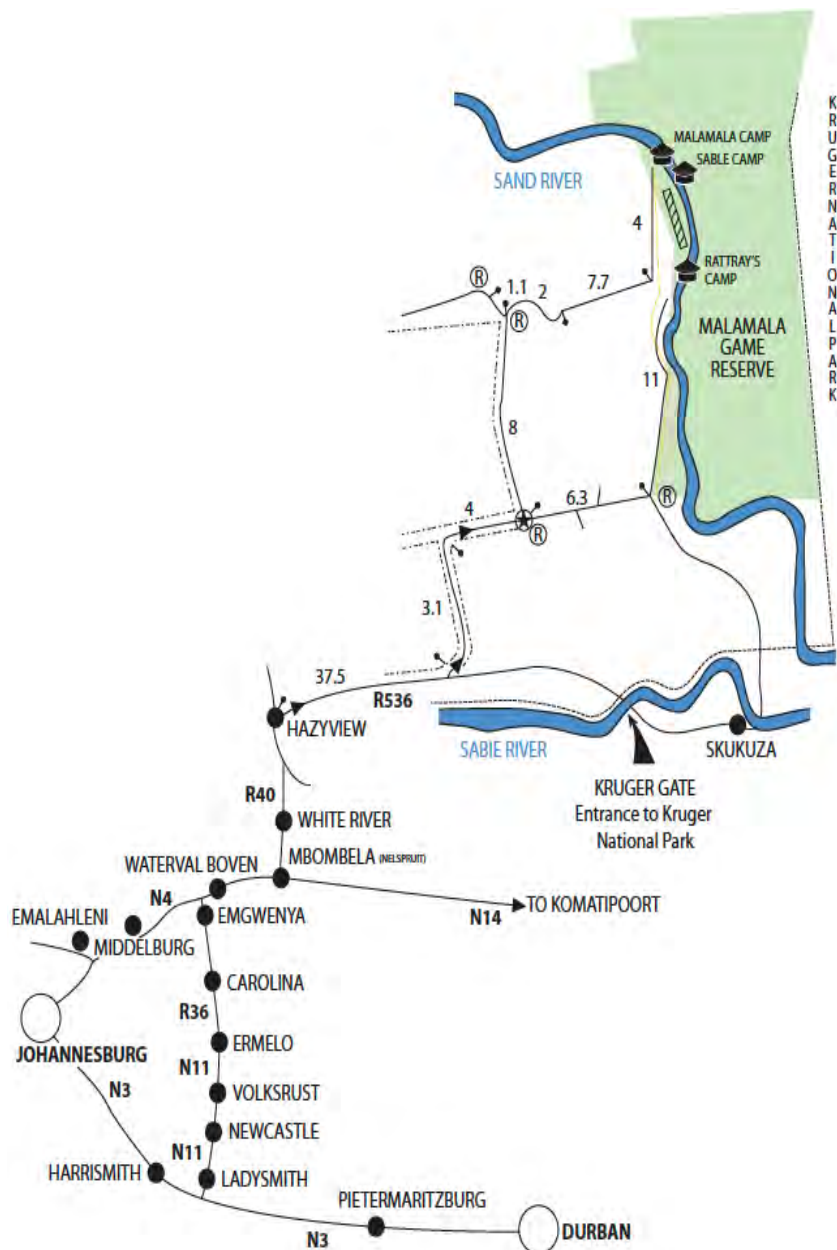 KRUGER NATIONAL PARK
MALAMALA CAMP
SABLE CAMP
SAND RIVER
4
RATTRAY'S
CAMP
R
1.1
2
7.7
R
MALAMALA
GAME
RESERVE
11
8
4
6.3
R
R
3.1
37.5
R536
HAZYVIEW
SABIE RIVER
SKUKUZA
KRUGER GATE
Entrance to Kruger
National Park
R40
WHITE RIVER
MBOMBELA (NELSPRUIT)
WATERVAL BOVEN
N4
EMGWENYA
N14
TO KOMATIPOORT
EMALAHLENI
MIDDELBURG
CAROLINA
R36
JOHANNESBURG
ERMELO
N11
N3
VOLKSRUST
NEWCASTLE
N11
HARRISMITH
LADYSMITH
PIETERMARITZBURG
N3
DURBAN